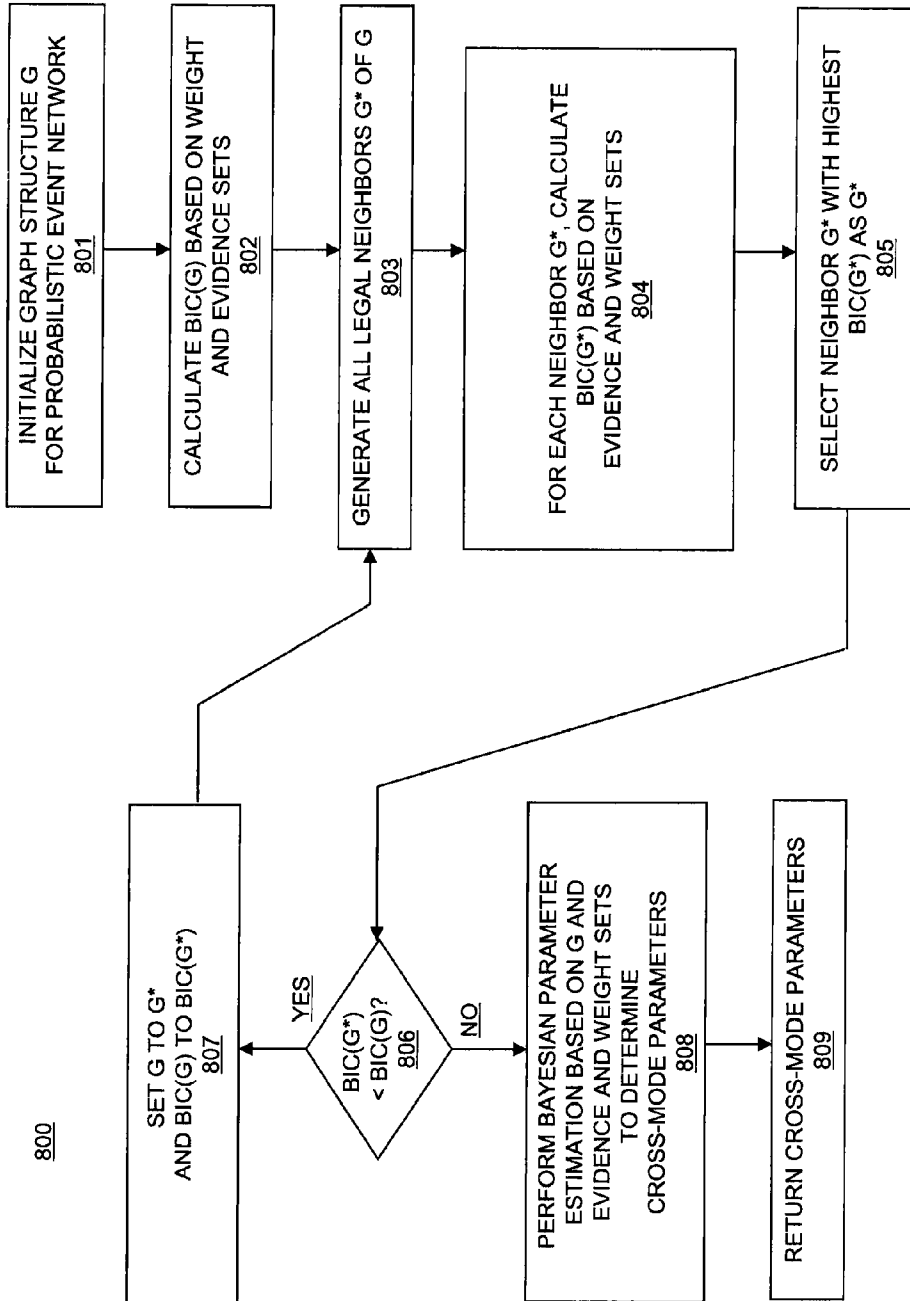 800
INITIALIZE GRAPH STRUCTURE G
FOR PROBABILISTIC EVENT NETWORK
801
CALCULATE BIC(G) BASED ON WEIGHT
AND EVIDENCE SETS
802
GENERATE ALL LEGAL NEIGHBORS G* OF G
803
FOR EACH NEIGHBOR G*, CALCULATE
BIC(G*) BASED ON
EVIDENCE AND WEIGHT SETS
804
SELECT NEIGHBOR G* WITH HIGHEST
BIC(G*) AS G*
805
BIC(G*)
< BIC(G)?
806
YES
NO
SET G TO G*
AND BIC(G) TO BIC(G*)
807
PERFORM BAYESIAN PARAMETER
ESTIMATION BASED ON G AND
EVIDENCE AND WEIGHT SETS
TO DETERMINE
CROSS-MODE PARAMETERS
808
RETURN CROSS-MODE PARAMETERS
809